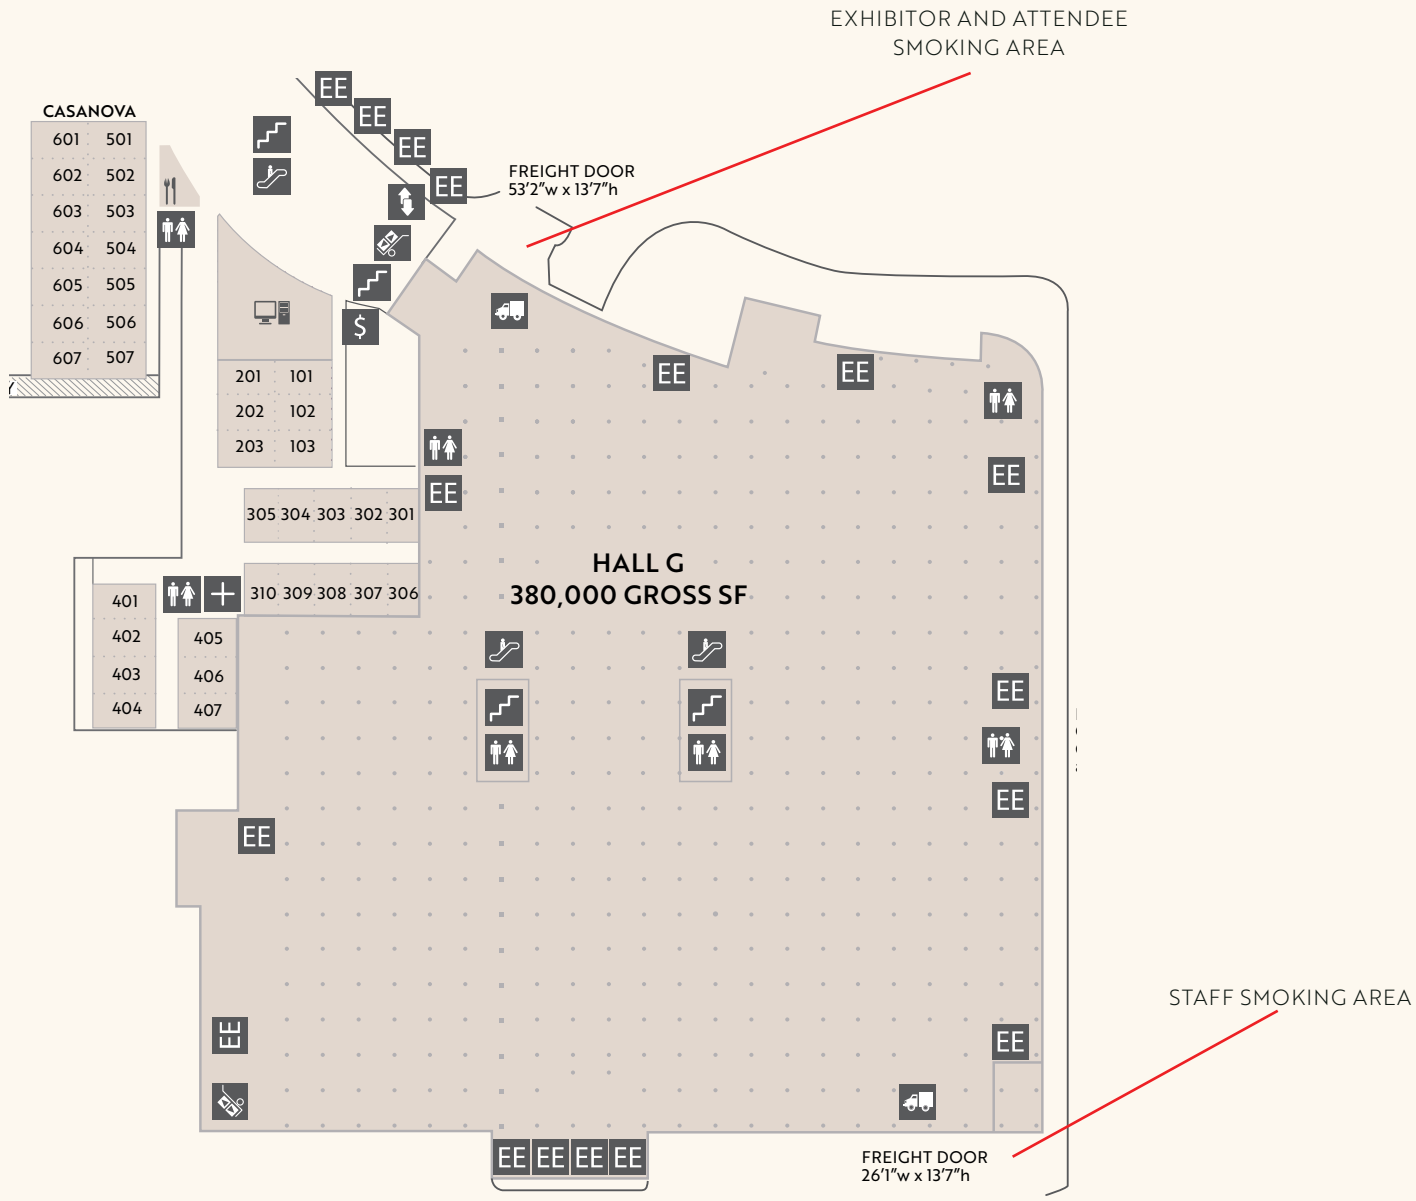 EXHIBITOR AND ATTENDEE
SMOKING AREA
EE
EE
EE
EE
CASANOVA
601 501
602 502
603 503
604 504
605 505
606 506
607 507
FREIGHT DOOR
53'2"w x 13'7"h
$
EE
EE
201 101
202 102
203 103
EE
EE
305 304 303 302 301
HALL G
380,000 GROSS SF
310 309 308 307 306
401
402
403
404
405
406
407
EE
EE
EE
EE
EE
STAFF SMOKING AREA
EE EE EE EE
FREIGHT DOOR
26'1"w x 13'7"h